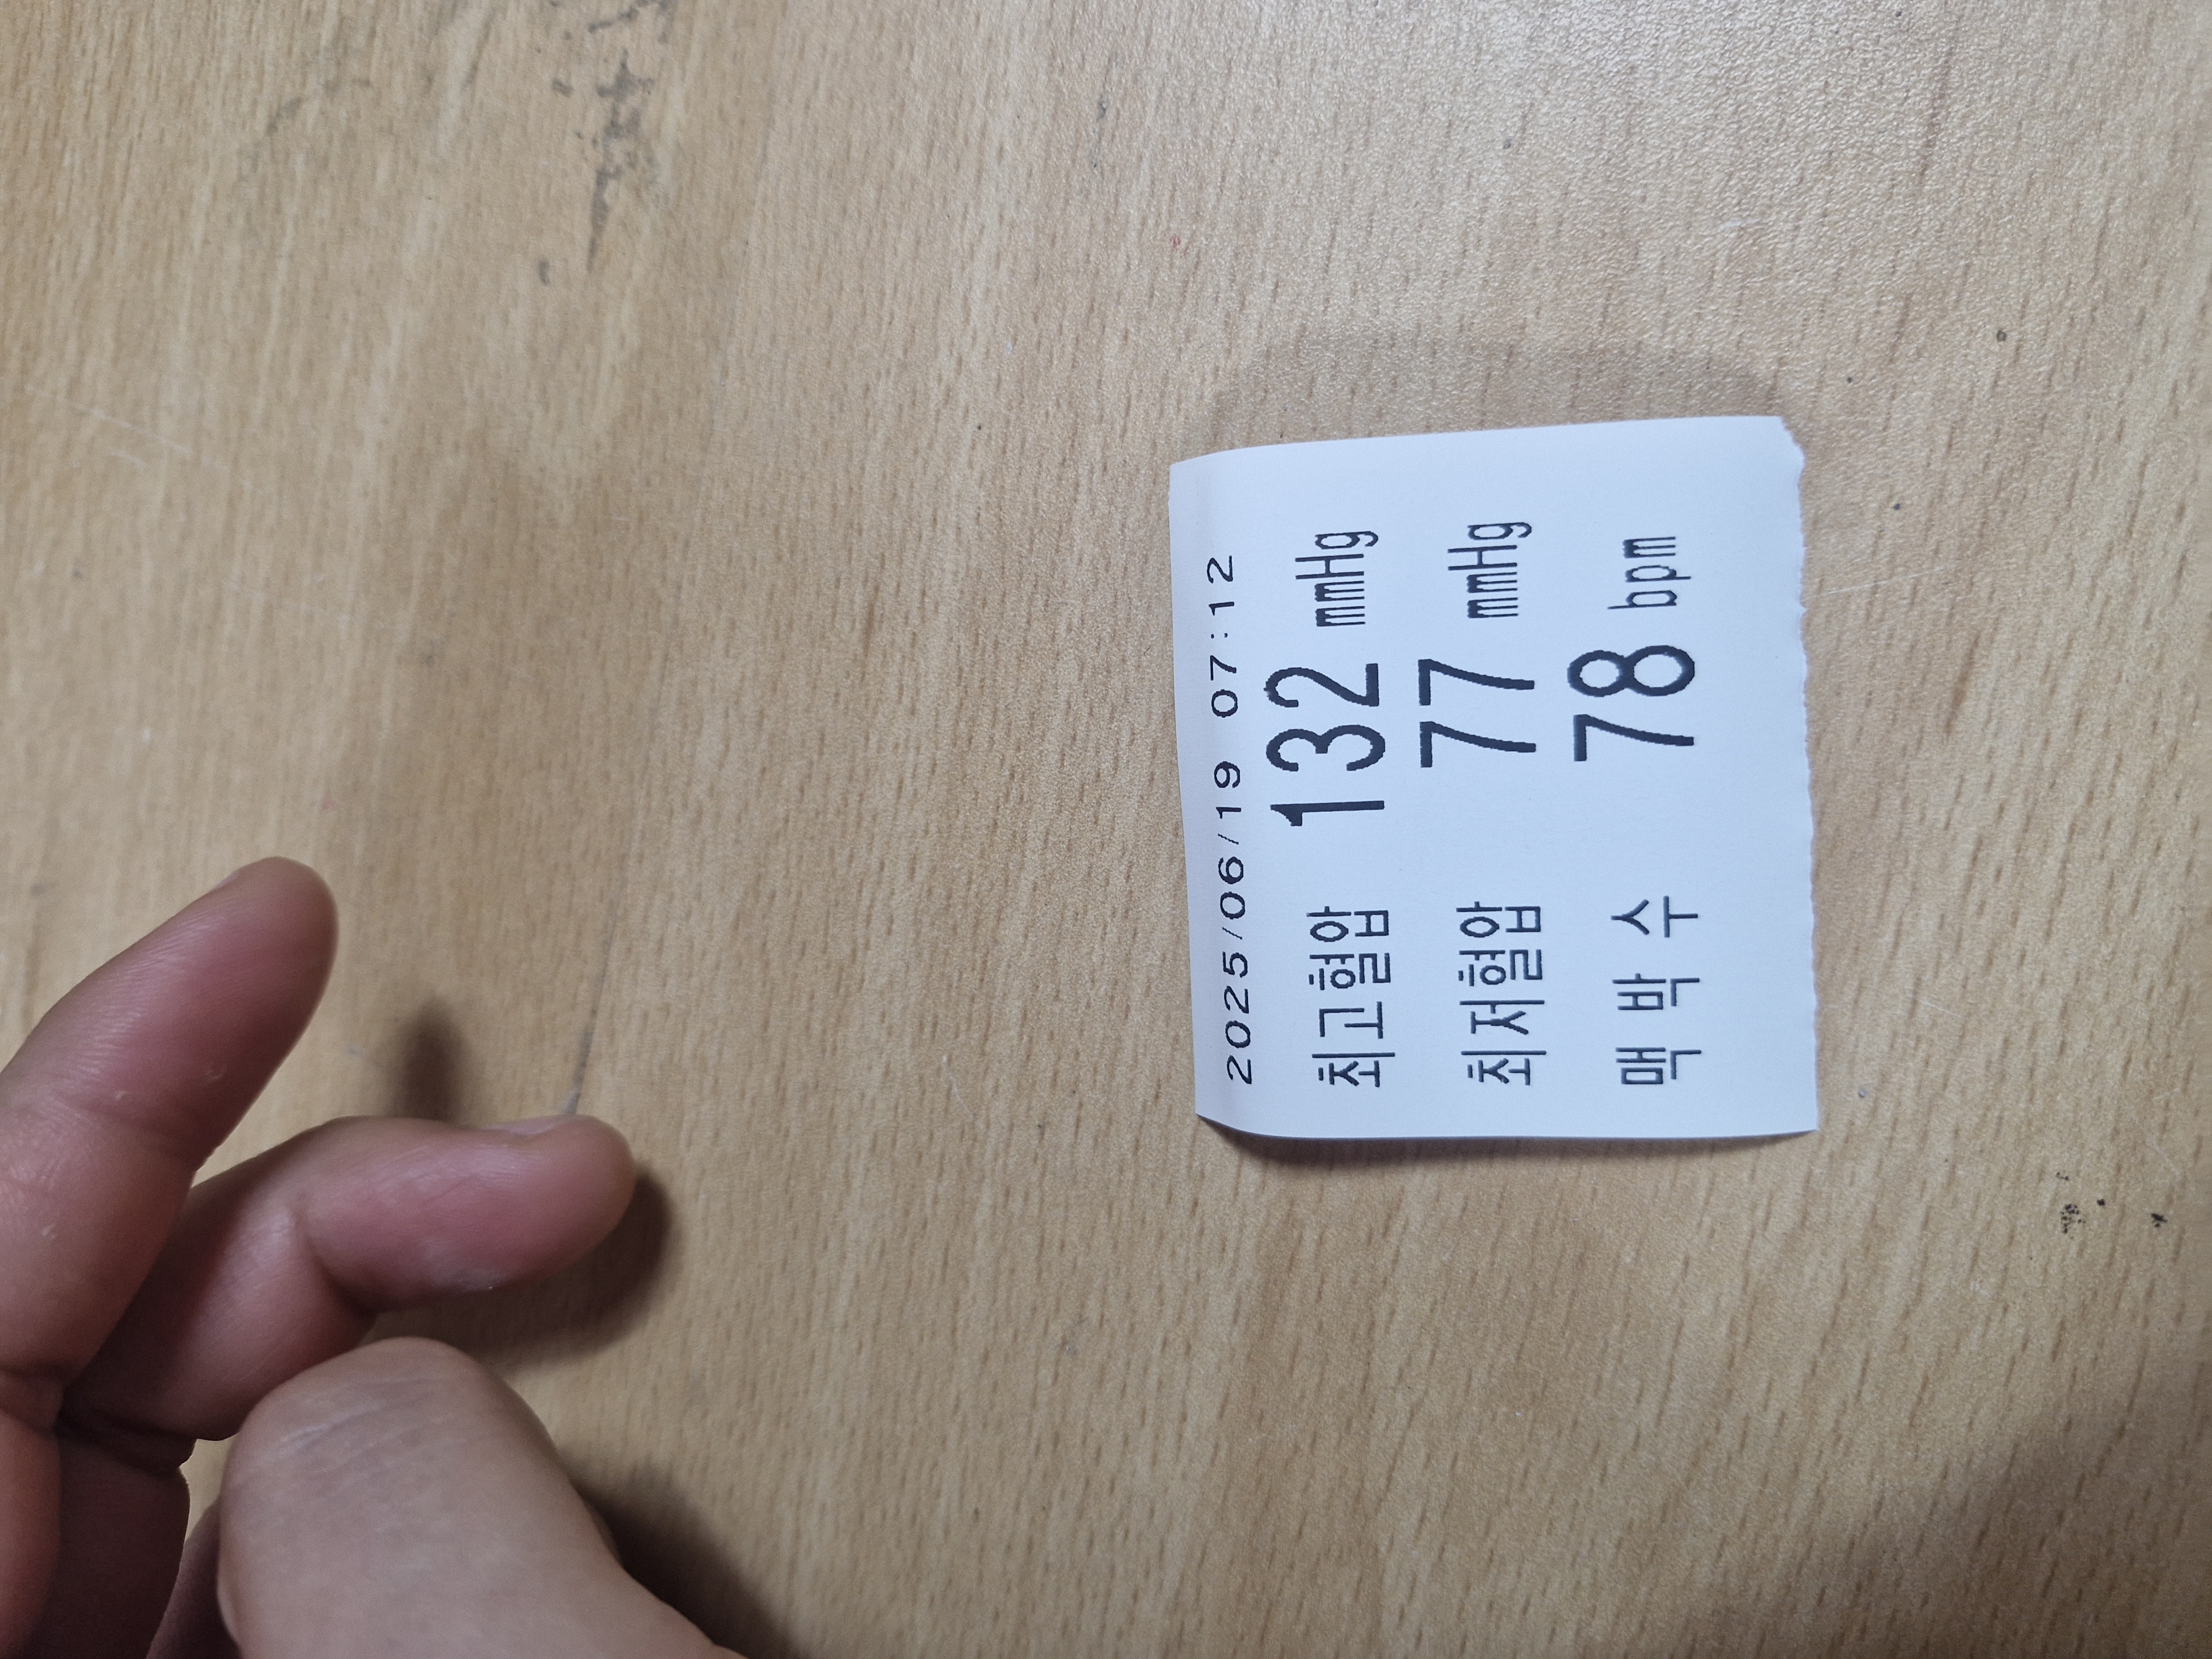 2025/06/19 07:12
최고혈압 132 mmHg
최저혈압 77 mmHg
맥 박 수 78 bpm